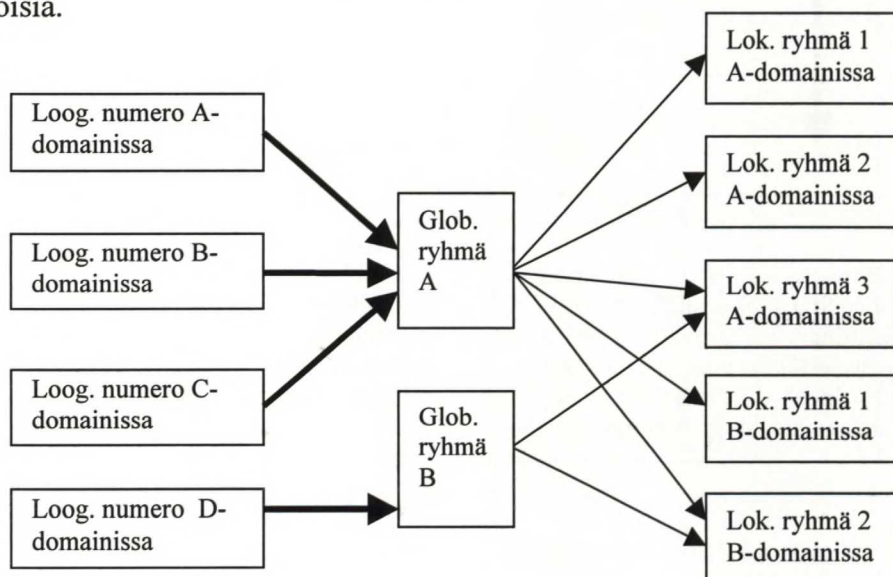 oisia.
Loog. numero A-
domainissa
Loog. numero B-
domainissa
Loog. numero C-
domainissa
Loog. numero D-
domainissa
Glob.
ryhmä
A
Glob.
ryhmä
B
Lok. ryhmä 1
A-domainissa
Lok. ryhmä 2
A-domainissa
Lok. ryhmä 3
A-domainissa
Lok. ryhmä 1
B-domainissa
Lok. ryhmä 2
B-domainissa